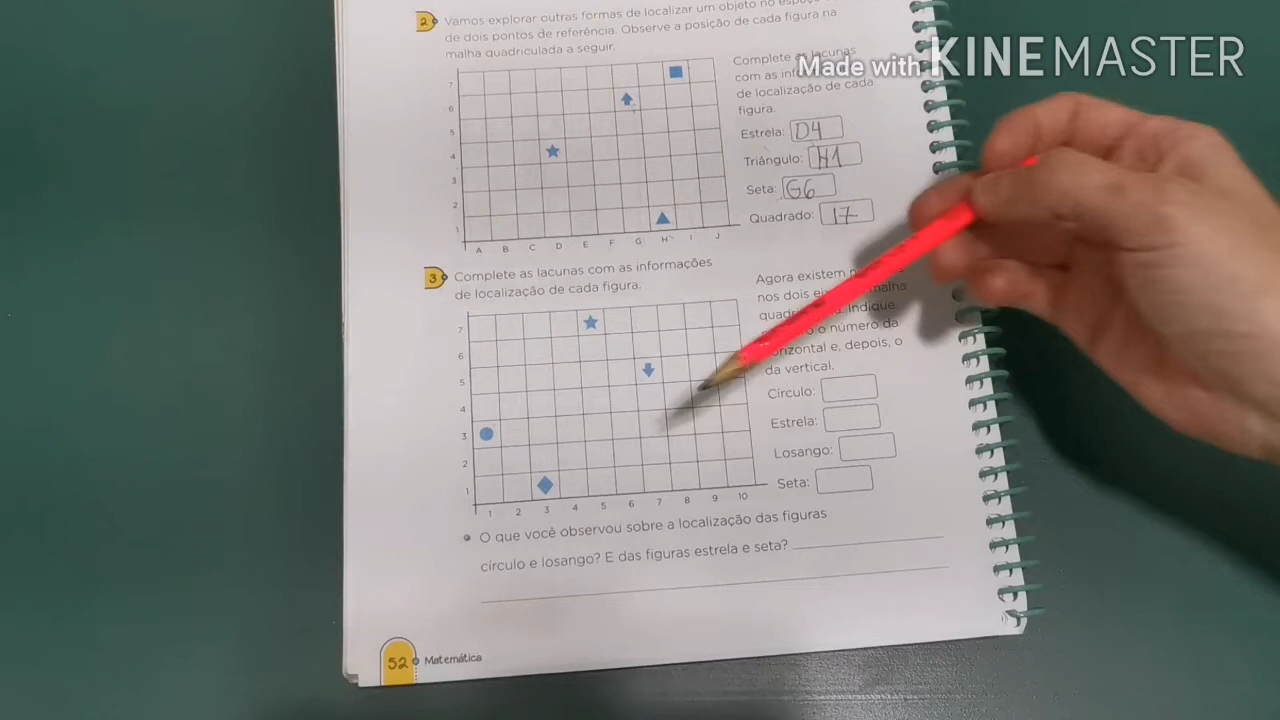 2 Vamos explorar outras formas de localizar um objeto no
de dois pontos de referência. Observe a posição de cada figura na
malha quadriculada a seguir.
Made with KINEMASTER
7
6
5
4
3
2
1
A B C D E F G H I J
Complete as lacunas
com as
de localização de cada
figura.
Estrela: D4
Triângulo: H1
Seta: G6
Quadrado: I7
3 Complete as lacunas com as informações
de localização de cada figura.
7
6
5
4
3
2
1
1 2 3 4 5 6 7 8 9 10
Agora existem
nos dois malha
Indique
o número da
horizontal e, depois, o
da vertical.
Círculo:
Estrela:
Losango:
Seta:
O que você observou sobre a localização das figuras
círculo e losango? E das figuras estrela e seta?
52 Matemática